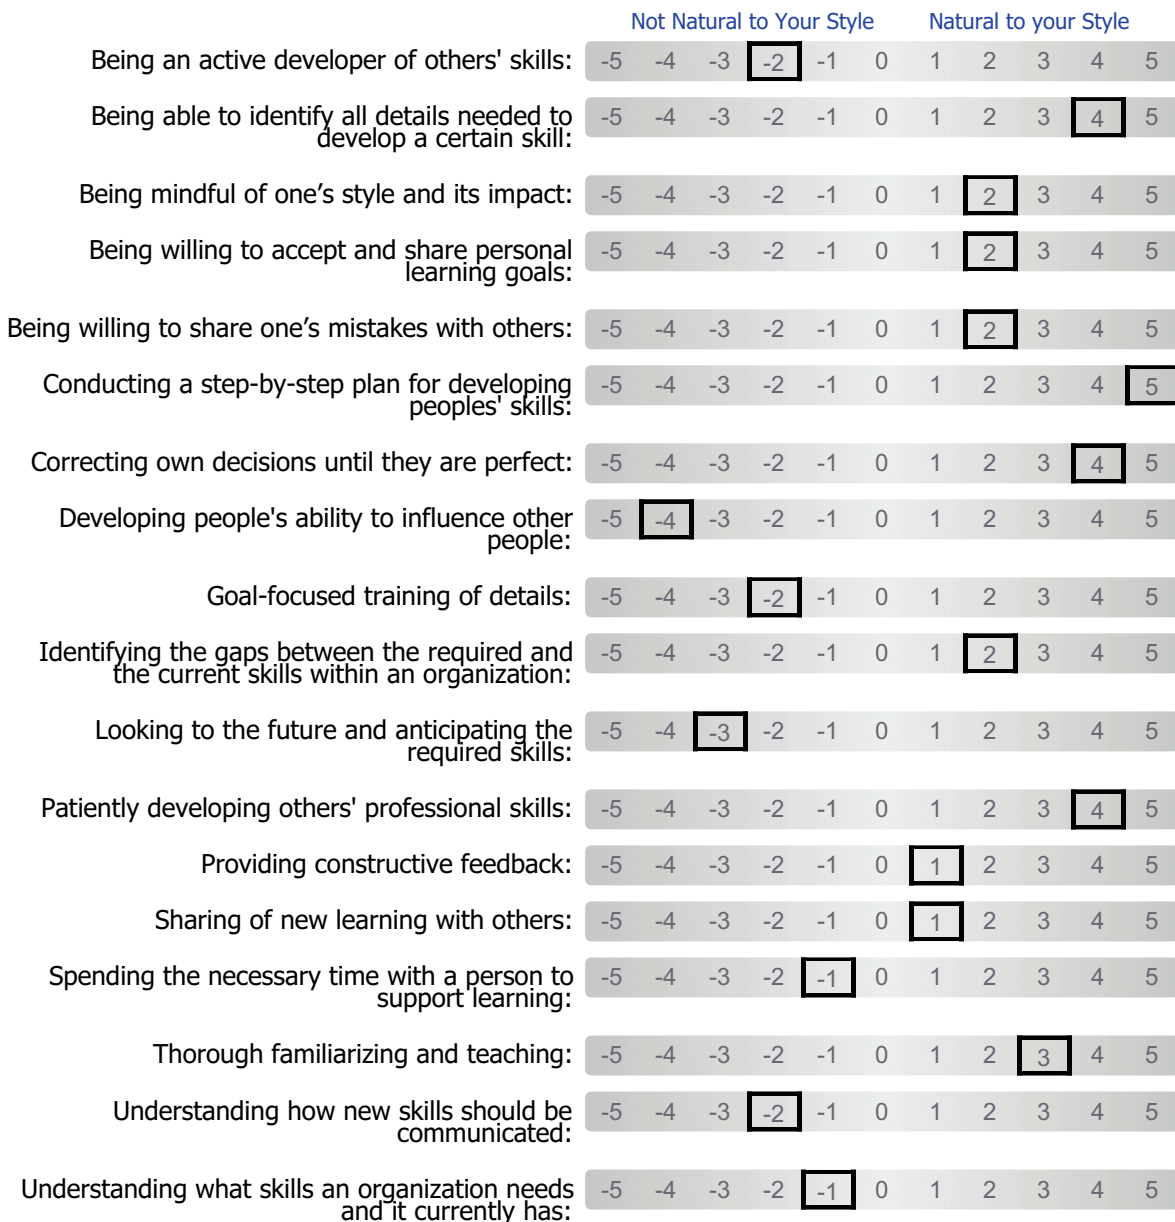 Not Natural to Your Style Natural to your Style
Being an active developer of others' skills: -5 -4 -3 -2 -1 0 1 2 3 4 5
Being able to identify all details needed to
develop a certain skill: -5 -4 -3 -2 -1 0 1 2 3 4 5
Being mindful of one’s style and its impact: -5 -4 -3 -2 -1 0 1 2 3 4 5
Being willing to accept and share personal
learning goals: -5 -4 -3 -2 -1 0 1 2 3 4 5
Being willing to share one’s mistakes with others: -5 -4 -3 -2 -1 0 1 2 3 4 5
Conducting a step-by-step plan for developing
peoples' skills: -5 -4 -3 -2 -1 0 1 2 3 4 5
Correcting own decisions until they are perfect: -5 -4 -3 -2 -1 0 1 2 3 4 5
Developing people's ability to influence other
people: -5 -4 -3 -2 -1 0 1 2 3 4 5
Goal-focused training of details: -5 -4 -3 -2 -1 0 1 2 3 4 5
Identifying the gaps between the required and
the current skills within an organization: -5 -4 -3 -2 -1 0 1 2 3 4 5
Looking to the future and anticipating the
required skills: -5 -4 -3 -2 -1 0 1 2 3 4 5
Patiently developing others' professional skills: -5 -4 -3 -2 -1 0 1 2 3 4 5
Providing constructive feedback: -5 -4 -3 -2 -1 0 1 2 3 4 5
Sharing of new learning with others: -5 -4 -3 -2 -1 0 1 2 3 4 5
Spending the necessary time with a person to
support learning: -5 -4 -3 -2 -1 0 1 2 3 4 5
Thorough familiarizing and teaching: -5 -4 -3 -2 -1 0 1 2 3 4 5
Understanding how new skills should be
communicated: -5 -4 -3 -2 -1 0 1 2 3 4 5
Understanding what skills an organization needs
and it currently has: -5 -4 -3 -2 -1 0 1 2 3 4 5